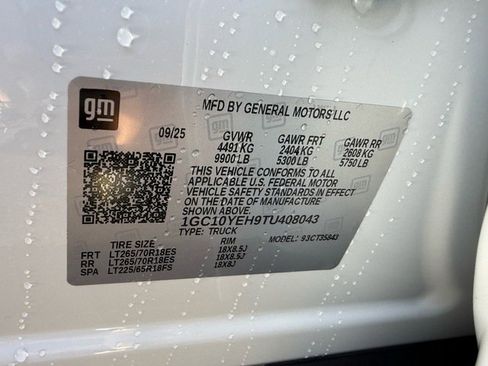 gm
MFD BY GENERAL MOTORS LLC
09/25 GVWR GAWR FRT GAWR RR
4491 KG 2404 KG 2608 KG
9900 LB 5300 LB 5750 LB
THIS VEHICLE CONFORMS TO ALL
APPLICABLE U.S. FEDERAL MOTOR
VEHICLE SAFETY STANDARDS IN EFFECT
ON THE DATE OF MANUFACTURE
SHOWN ABOVE.
1GC10YEH9TU408043
TYPE: TRUCK MODEL: 93CT35843
TIRE SIZE RIM
FRT LT265/70R18ES 18X8.5J
RR LT265/70R18ES 18X8.5J
SPA LT225/65R18FS 18X8J